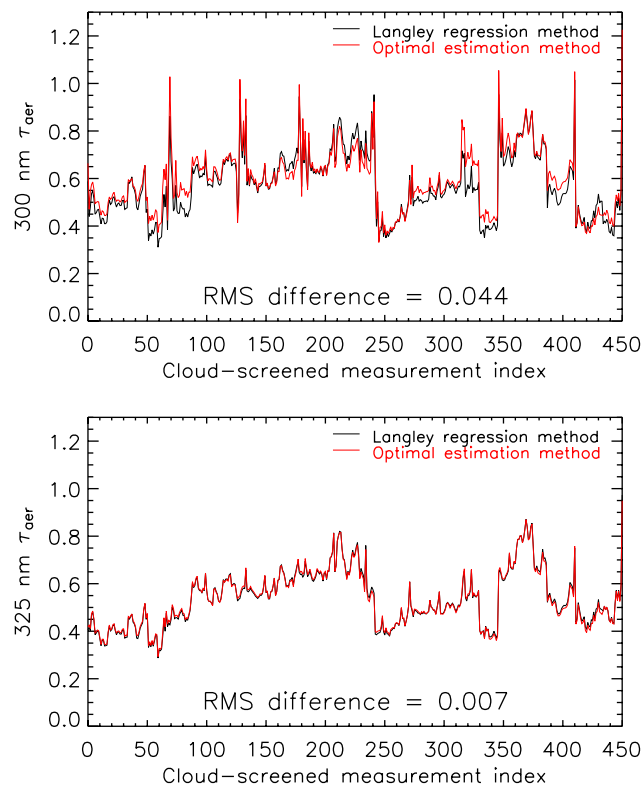 Langley regression method
Optimal estimation method
300 nm τaer
1.2
1.0
0.8
0.6
0.4
0.2
0.0
RMS difference = 0.044
0 50 100 150 200 250 300 350 400 450
Cloud−screened measurement index
Langley regression method
Optimal estimation method
325 nm τaer
1.2
1.0
0.8
0.6
0.4
0.2
0.0
RMS difference = 0.007
0 50 100 150 200 250 300 350 400 450
Cloud−screened measurement index